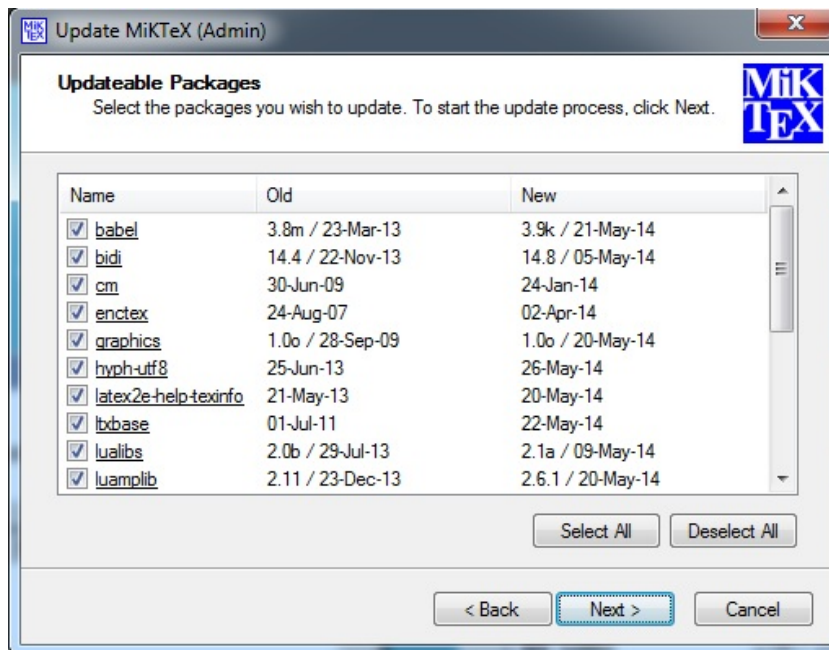 MiK
TEX
Update MiKTeX (Admin)
x
Updateable Packages
Select the packages you wish to update. To start the update process, click Next.
MiK
TEX
Name Old New
babel 3.8m / 23-Mar-13 3.9k / 21-May-14
bidi 14.4 / 22-Nov-13 14.8 / 05-May-14
cm 30-Jun-09 24-Jan-14
enctex 24-Aug-07 02-Apr-14
graphics 1.0o / 28-Sep-09 1.0o / 20-May-14
hyph-utf8 25-Jun-13 26-May-14
latex2e-help-texinfo 21-May-13 20-May-14
ltxbase 01-Jul-11 22-May-14
lualibs 2.0b / 29-Jul-13 2.1a / 09-May-14
luamplib 2.11 / 23-Dec-13 2.6.1 / 20-May-14
Select All Deselect All
< Back Next > Cancel